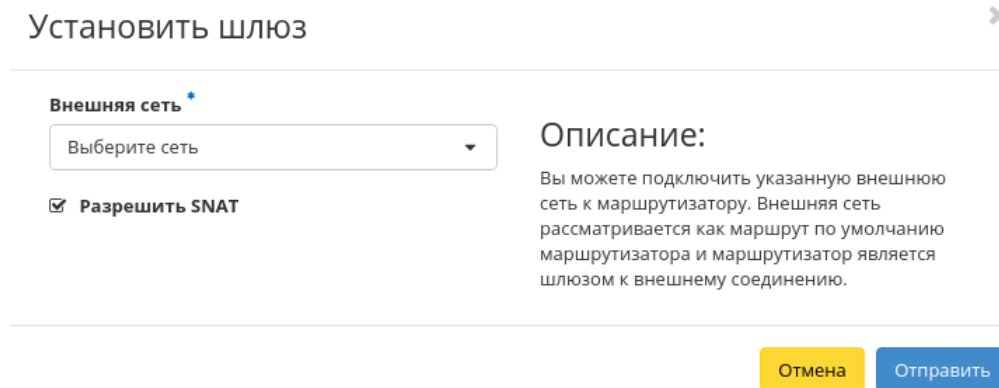 Установить шлюз
Внешняя сеть *
Выберите сеть
Разрешить SNAT
Описание:
Вы можете подключить указанную внешнюю
сеть к маршрутизатору. Внешняя сеть
рассматривается как маршрут по умолчанию
маршрутизатора и маршрутизатор является
шлюзом к внешнему соединению.
Отмена
Отправить